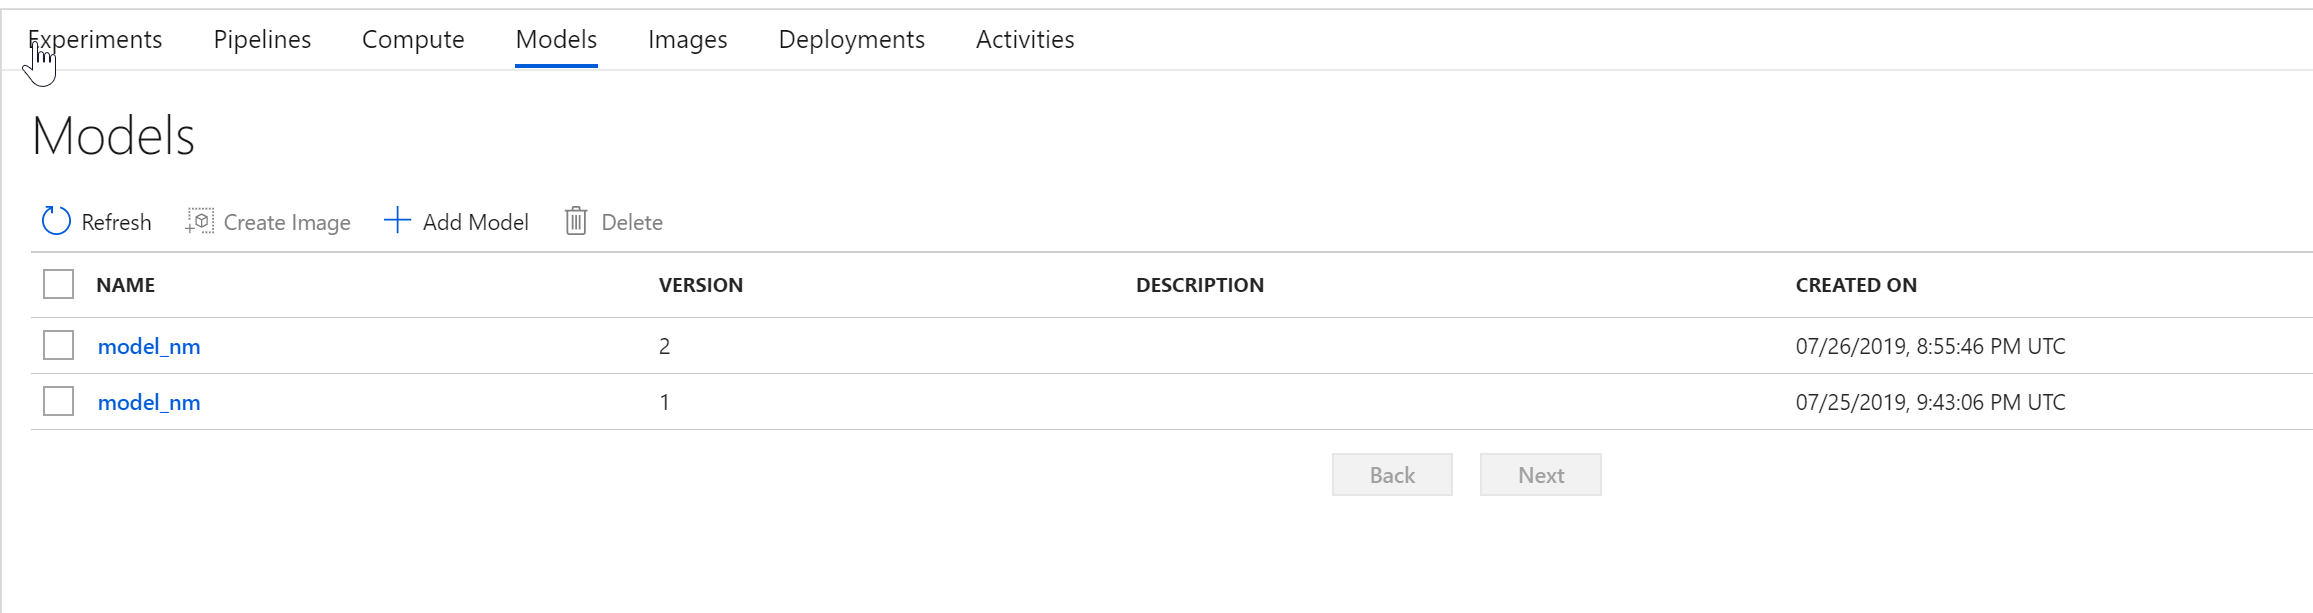 Experiments Pipelines Compute Models Images Deployments Activities
Models
Refresh Create Image Add Model Delete
NAME VERSION DESCRIPTION CREATED ON
model_nm 2 07/26/2019, 8:55:46 PM UTC
model_nm 1 07/25/2019, 9:43:06 PM UTC
Back Next